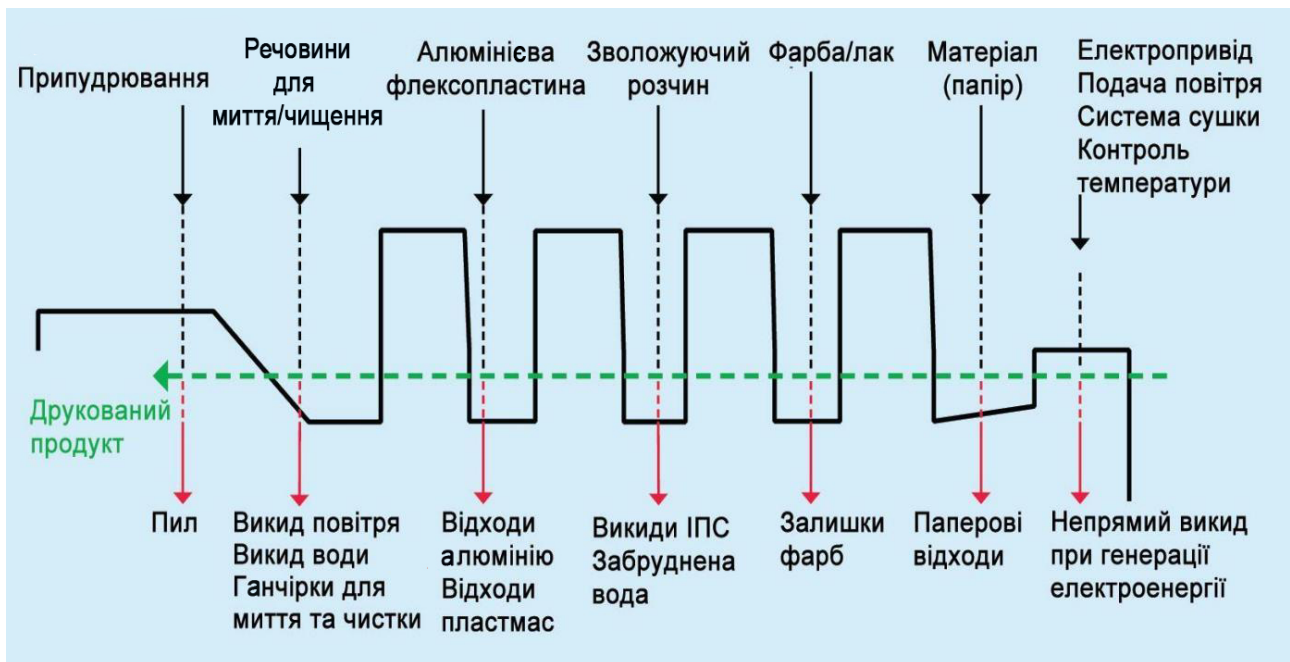 Припудрювання
Речовини
для
миття/чищення
Алюмінієва
флексопластина
Зволожуючий
розчин
Фарба/лак
Матеріал
(папір)
Електропривід
Подача повітря
Система сушки
Контроль
температури
Друкований
продукт
Пил
Викид повітря
Викид води
Ганчірки для
миття та чистки
Відходи
алюмінію
Відходи
пластмас
Викиди ІПС
Забруднена
вода
Залишки
фарб
Паперові
відходи
Непрямий викид
при генерації
електроенергії